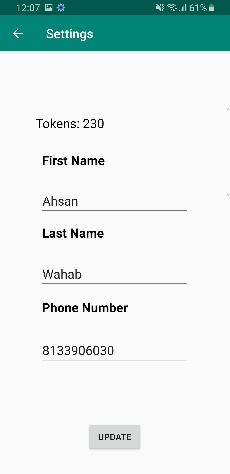 12:07 61%
Settings
Tokens: 230
First Name
Ahsan
Last Name
Wahab
Phone Number
8133906030
UPDATE